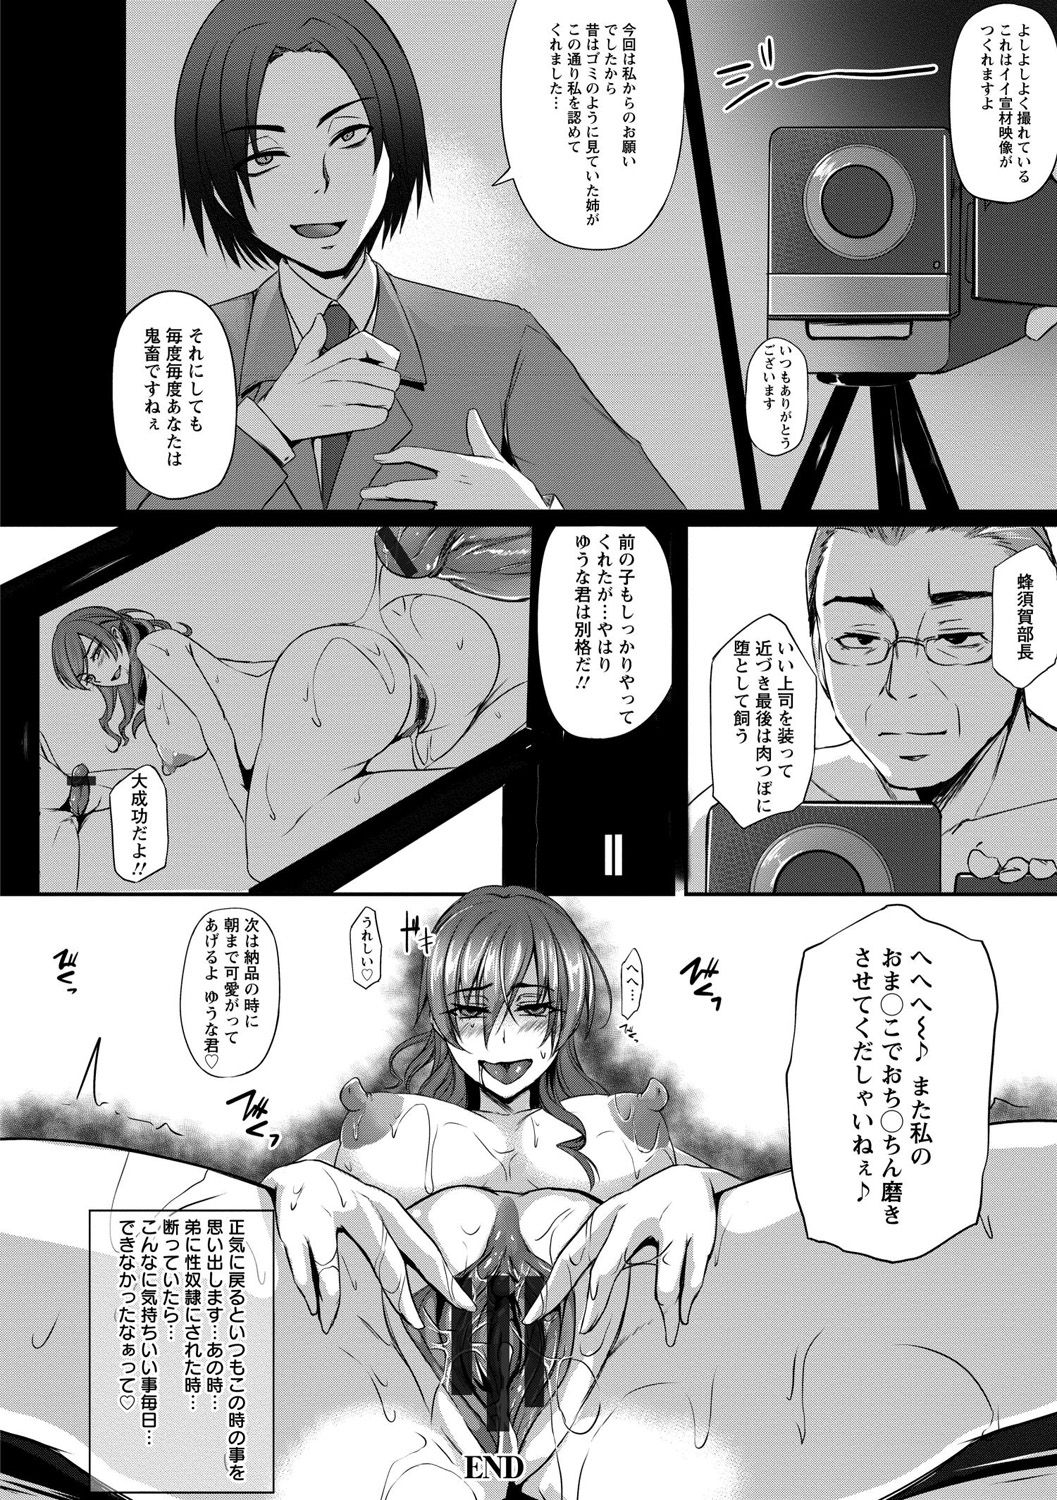 よしよしよく撮れている
これはイイ宣材映像が
つくれますよ
いつもありがとう
ございます
今回は私からのお願い
でしたから
昔はゴミのように見ていた姉が
この通り私を認めて
くれました…
それにしても
毎度毎度あなたは
鬼畜ですねぇ
蜂須賀部長
いい上司を装って
近づき最後は肉つぼに
堕として飼う
前の子もしっかりやって
くれたが…やはり
ゆうな君は別格だ!!
大成功だよ!!
へへへ〜♪また私の
おま○こでおち○ちん磨き
させてくだしゃいねぇ♪
へへ…
うれしい♡
次は納品の時に
朝まで可愛がって
あげるよ ゆうな君♡
正気に戻るといつもこの時の事を
思い出します…あの時…
弟に性奴隷にされた時…
断っていたら…
こんなに気持ちいい事毎日…
できなかったなぁって♡
END